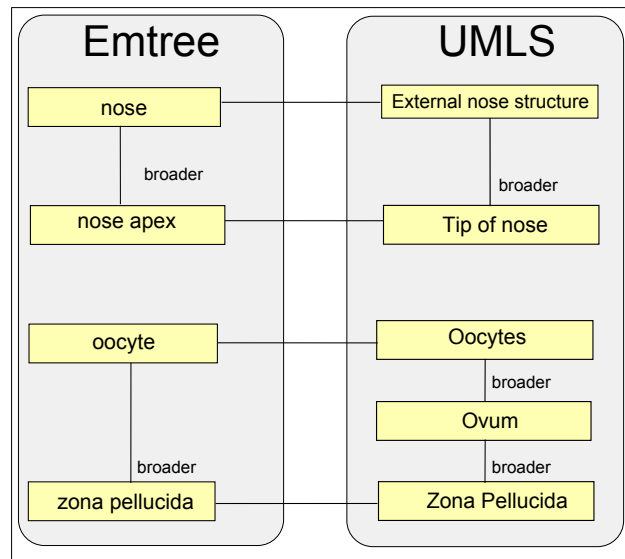 Emtree
UMLS
nose
External nose structure
broader
broader
nose apex
Tip of nose
oocyte
Oocytes
broader
Ovum
broader
broader
zona pellucida
Zona Pellucida